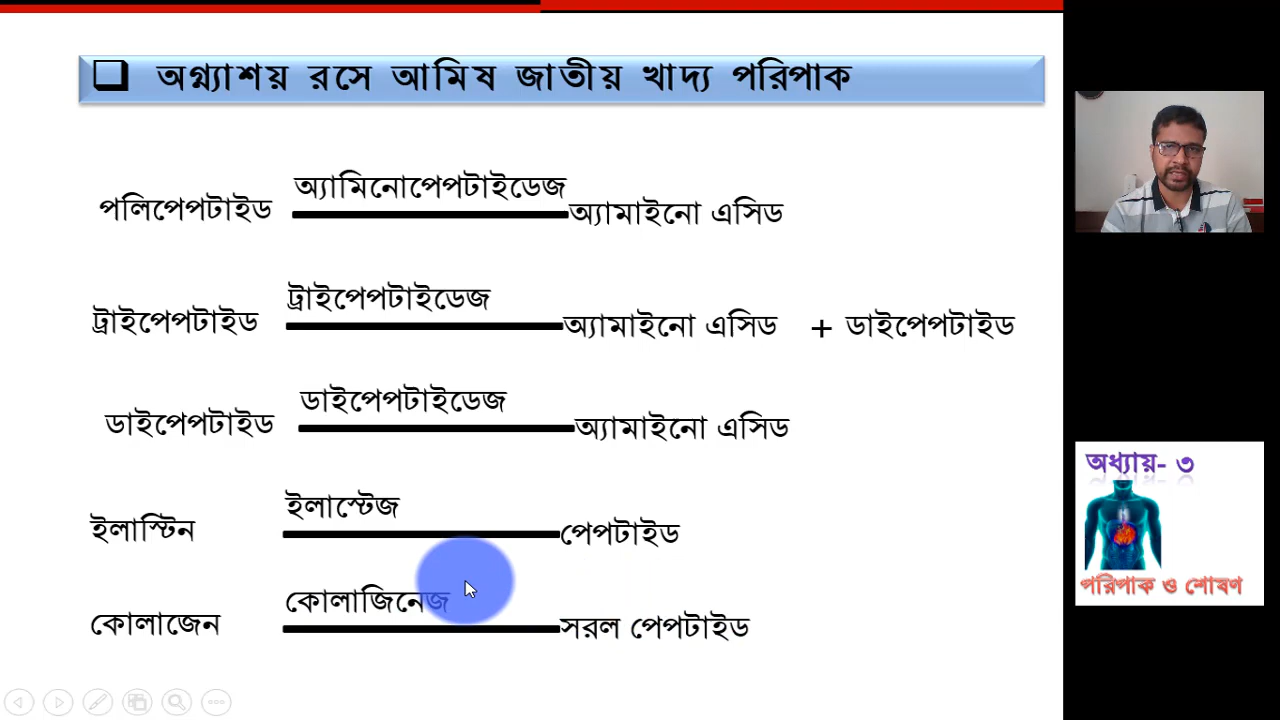 অগ্ন্যাশয় রসে আমিষ জাতীয় খাদ্য পরিপাক
অ্যামিনোপেপটাইডেজ
পলিপেপটাইড অ্যামাইনো এসিড
ট্রাইপেপটাইডেজ
ট্রাইপেপটাইড অ্যামাইনো এসিড + ডাইপেপটাইড
ডাইপেপটাইডেজ
ডাইপেপটাইড অ্যামাইনো এসিড
ইলাস্টেজ
ইলাস্টিন পেপটাইড
কোলাজিনেজ
কোলাজেন সরল পেপটাইড
অধ্যায়- ৩
পরিপাক ও শোষণ